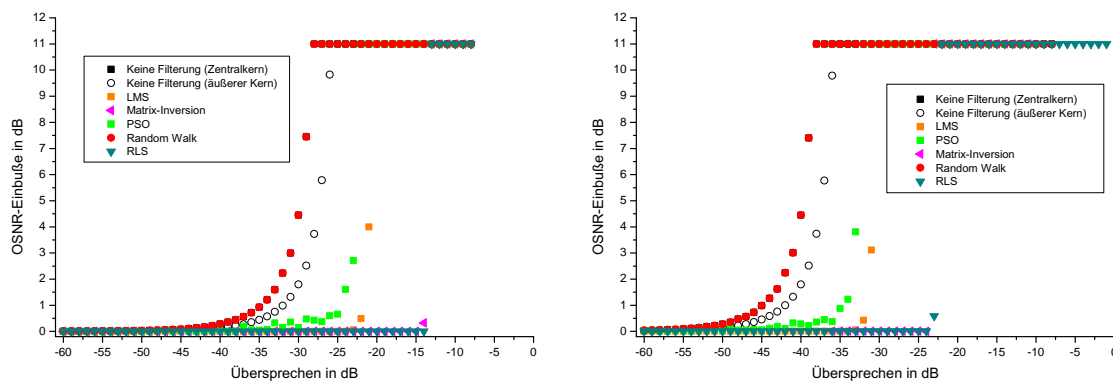 12
11
10
9
8
7
6
5
4
3
2
1
0
OSNR-Einbuße in dB
Keine Filterung (Zentralkern)
Keine Filterung (äußerer Kern)
LMS
Matrix-Inversion
PSO
Random Walk
RLS
-60 -55 -50 -45 -40 -35 -30 -25 -20 -15 -10 -5 0
Übersprechen in dB
12
11
10
9
8
7
6
5
4
3
2
1
0
OSNR-Einbuße in dB
Keine Filterung (Zentralkern)
Keine Filterung (äußerer Kern)
LMS
PSO
Matrix-Inversion
Random Walk
RLS
-60 -55 -50 -45 -40 -35 -30 -25 -20 -15 -10 -5 0
Übersprechen in dB